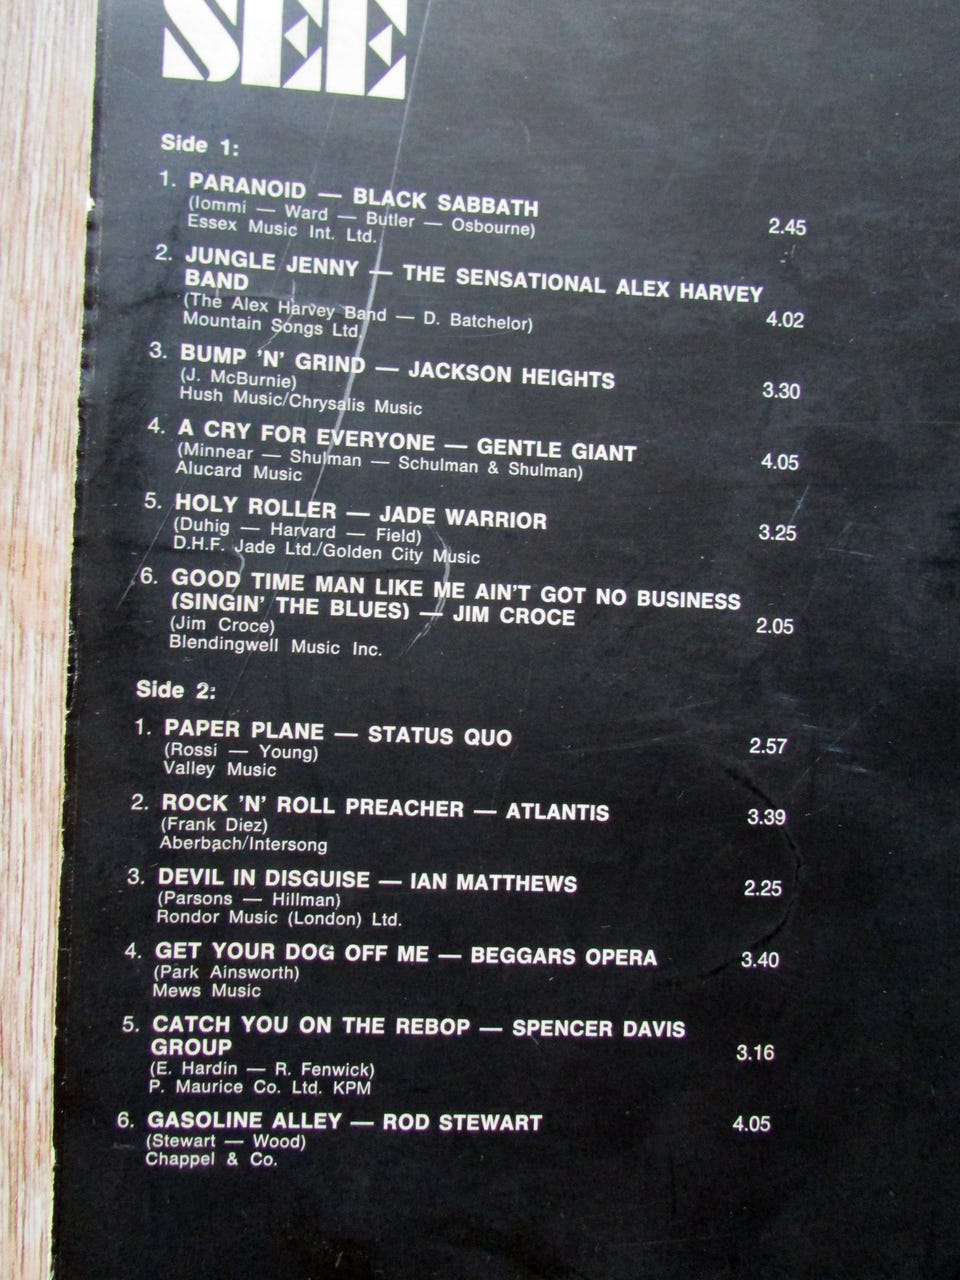 SEE
Side 1:
1. PARANOID — BLACK SABBATH
(Iommi — Ward — Butler — Osbourne)
Essex Music Int. Ltd.
2.45
2. JUNGLE JENNY — THE SENSATIONAL ALEX HARVEY
BAND
(The Alex Harvey Band — D. Batchelor)
Mountain Songs Ltd.
4.02
3. BUMP 'N' GRIND — JACKSON HEIGHTS
(J. McBurnie)
Hush Music/Chrysalis Music
3.30
4. A CRY FOR EVERYONE — GENTLE GIANT
(Minnear — Shulman — Schulman & Shulman)
Alucard Music
4.05
5. HOLY ROLLER — JADE WARRIOR
(Duhig — Harvard — Field)
D.H.F. Jade Ltd./Golden City Music
3.25
6. GOOD TIME MAN LIKE ME AIN'T GOT NO BUSINESS
(SINGIN' THE BLUES) — JIM CROCE
(Jim Croce)
Blendingwell Music Inc.
2.05
Side 2:
1. PAPER PLANE — STATUS QUO
(Rossi — Young)
Valley Music
2.57
2. ROCK 'N' ROLL PREACHER — ATLANTIS
(Frank Diez)
Aberbach/Intersong
3.39
3. DEVIL IN DISGUISE — IAN MATTHEWS
(Parsons — Hillman)
Rondor Music (London) Ltd.
2.25
4. GET YOUR DOG OFF ME — BEGGARS OPERA
(Park Ainsworth)
Mews Music
3.40
5. CATCH YOU ON THE REBOP — SPENCER DAVIS
GROUP
(E. Hardin — R. Fenwick)
P. Maurice Co. Ltd. KPM
3.16
6. GASOLINE ALLEY — ROD STEWART
(Stewart — Wood)
Chappel & Co.
4.05